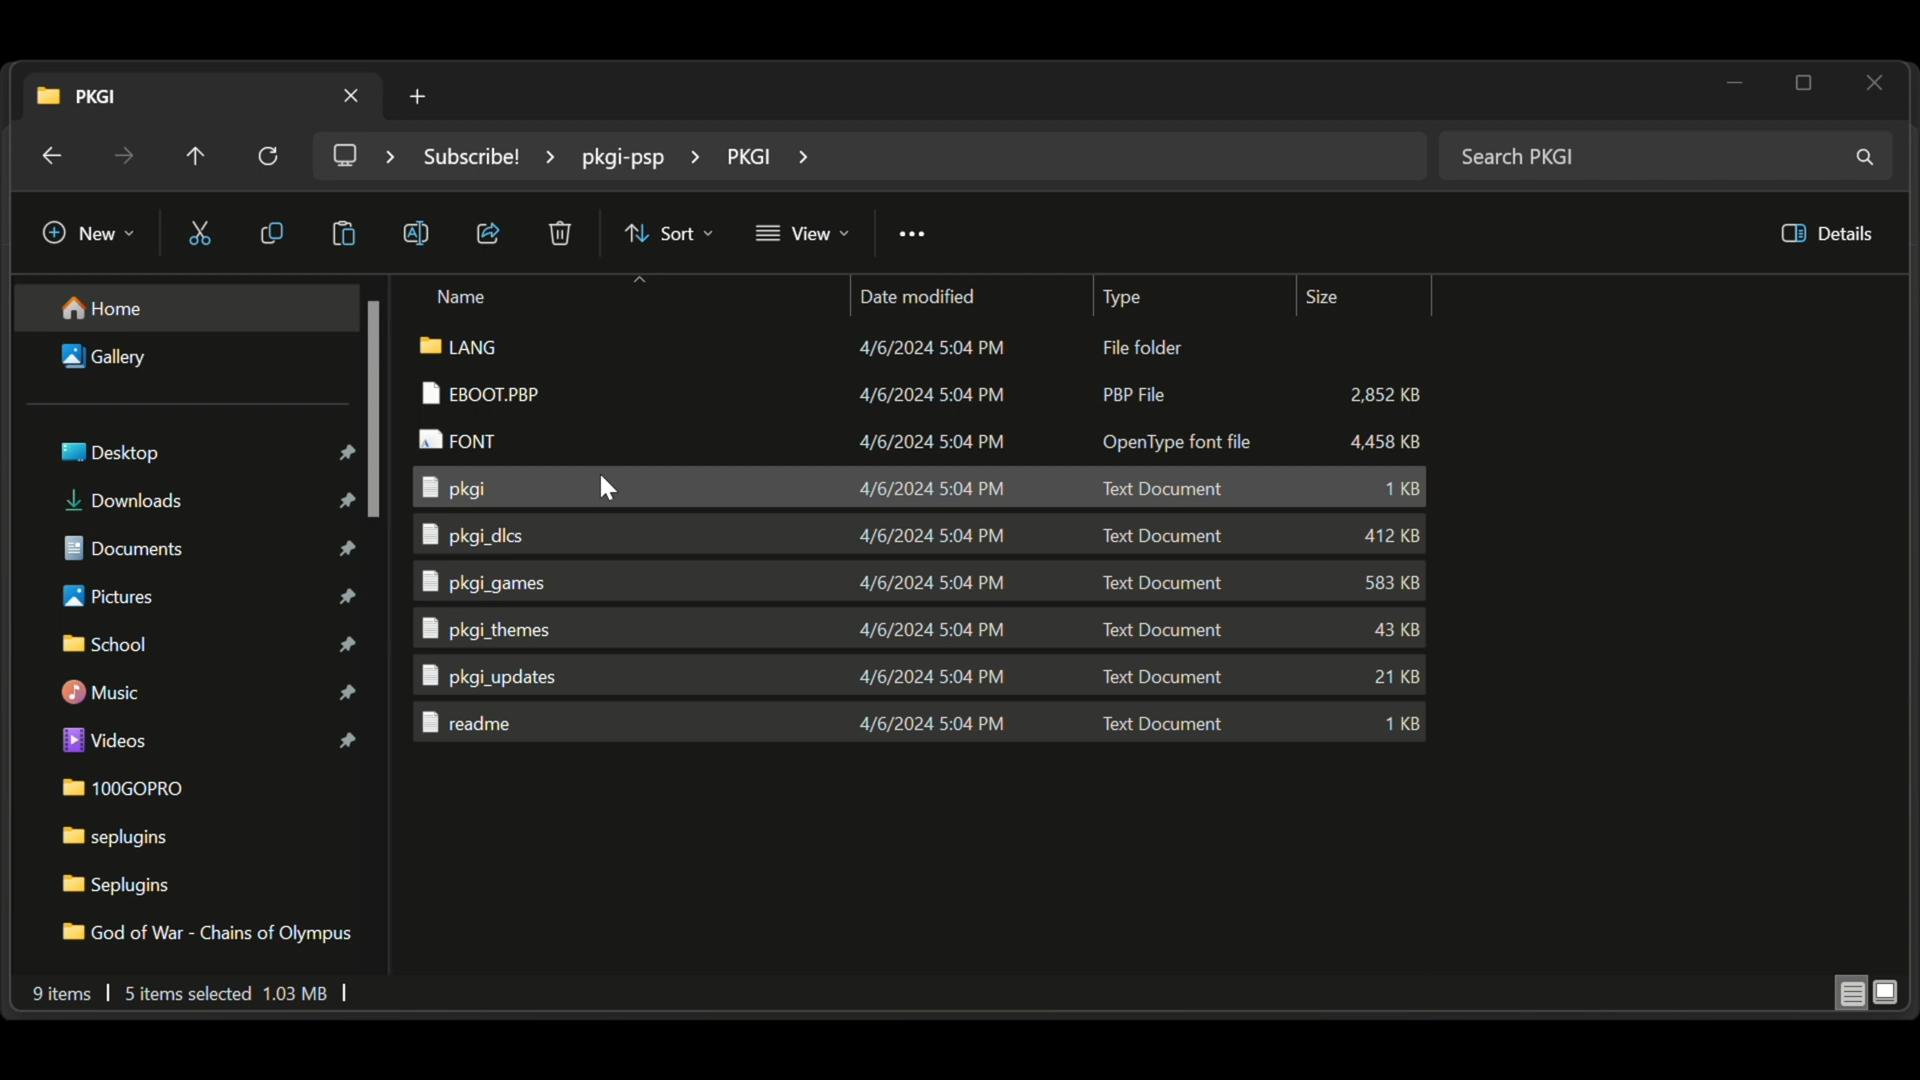 PKGI
Subscribe! pkgi-psp PKGI Search PKGI
New Sort View Details
Name Date modified Type Size
Home
Gallery
Desktop
Downloads
Documents
Pictures
School
Music
Videos
100GOPRO
seplugins
Seplugins
God of War - Chains of Olympus
LANG 4/6/2024 5:04 PM File folder
EBOOT.PBP 4/6/2024 5:04 PM PBP File 2,852 KB
FONT 4/6/2024 5:04 PM OpenType font file 4,458 KB
pkgi 4/6/2024 5:04 PM Text Document 1 KB
pkgi_dlcs 4/6/2024 5:04 PM Text Document 412 KB
pkgi_games 4/6/2024 5:04 PM Text Document 583 KB
pkgi_themes 4/6/2024 5:04 PM Text Document 43 KB
pkgi_updates 4/6/2024 5:04 PM Text Document 21 KB
readme 4/6/2024 5:04 PM Text Document 1 KB
9 items 5 items selected 1.03 MB